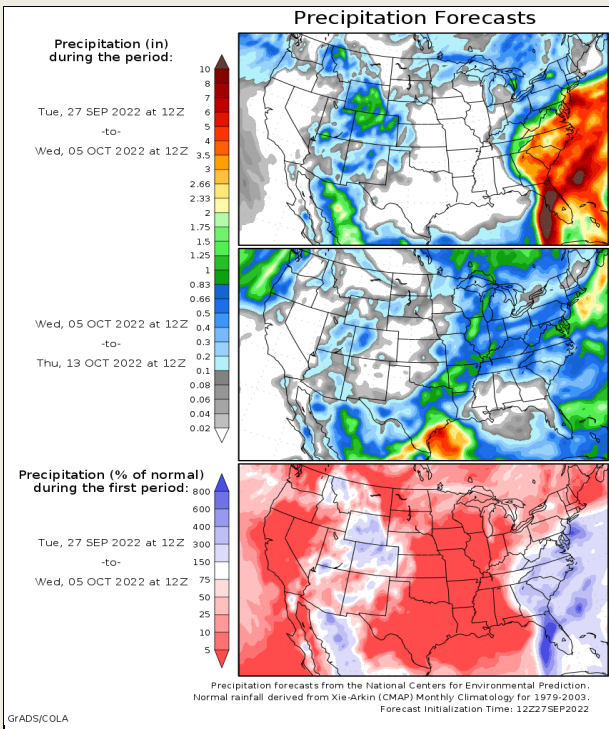 Precipitation Forecasts
Precipitation (in)
during the period:
Tue, 27 SEP 2022 at 12Z
-to-
Wed, 05 OCT 2022 at 12Z
10
8
7
6
5
4
3.5
3
2.66
2.33
2
1.75
1.5
1.25
1
0.83
0.66
0.5
0.4
0.3
0.2
0.1
0.08
0.06
0.04
0.02
Wed, 05 OCT 2022 at 12Z
-to-
Thu, 13 OCT 2022 at 12Z
Precipitation (% of normal)
during the first period:
Tue, 27 SEP 2022 at 12Z
-to-
Wed, 05 OCT 2022 at 12Z
800
600
400
300
150
75
50
25
10
5
Precipitation forecasts from the National Centers for Environmental Prediction.
Normal rainfall derived from Xie-Arkin (CMAP) Monthly Climatology for 1979-2003.
Forecast Initialization Time: 12Z27SEP2022
GrADS/COLA